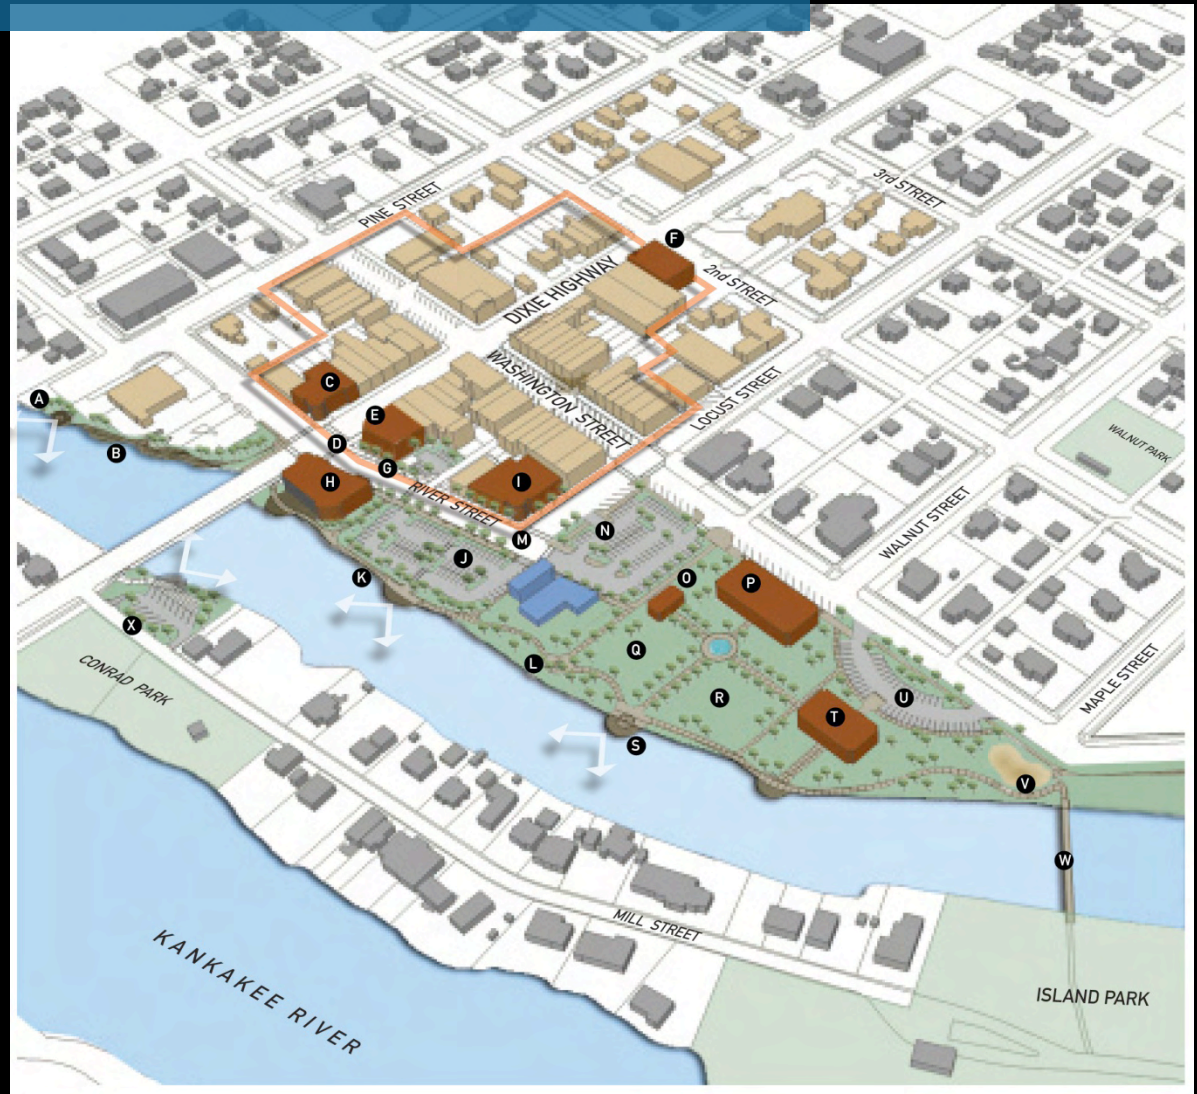 3rd STREET
PINE STREET
F
DIXIE HIGHWAY
2nd STREET
C
WASHINGTON STREET
LOCUST STREET
A
E
WALNUT PARK
D
B
G
H
I
RIVER STREET
WALNUT STREET
N
M
J
K
O
P
X
Q
L
CONRAD PARK
MAPLE STREET
R
U
T
S
V
W
MILL STREET
KANKAKEE RIVER
ISLAND PARK